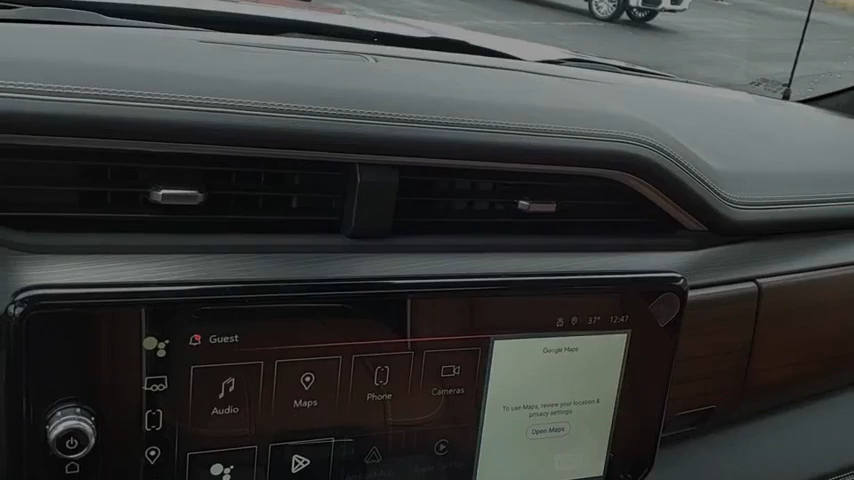 37° 12:47
Guest
Google Maps
Audio
Maps
Phone
Cameras
To use Maps, review your location &
privacy settings
Open Maps